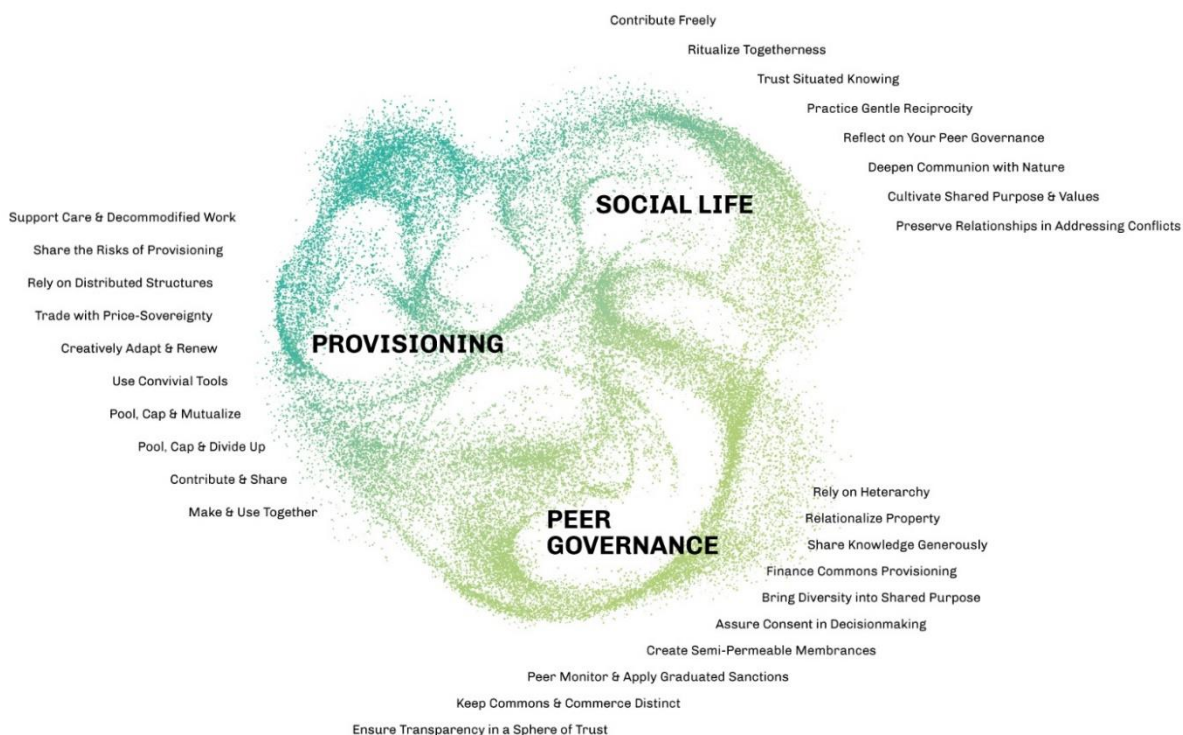 Contribute Freely
Ritualize Togetherness
Trust Situated Knowing
Practice Gentle Reciprocity
Reflect on Your Peer Governance
Deepen Communion with Nature
Cultivate Shared Purpose & Values
Preserve Relationships in Addressing Conflicts
SOCIAL LIFE
Support Care & Decommodified Work
Share the Risks of Provisioning
Rely on Distributed Structures
Trade with Price-Sovereignty
Creatively Adapt & Renew
Use Convivial Tools
Pool, Cap & Mutualize
Pool, Cap & Divide Up
Contribute & Share
Make & Use Together
PROVISIONING
PEER
GOVERNANCE
Rely on Heterarchy
Relationalize Property
Share Knowledge Generously
Finance Commons Provisioning
Bring Diversity into Shared Purpose
Assure Consent in Decisionmaking
Create Semi-Permeable Membrances
Peer Monitor & Apply Graduated Sanctions
Keep Commons & Commerce Distinct
Ensure Transparency in a Sphere of Trust